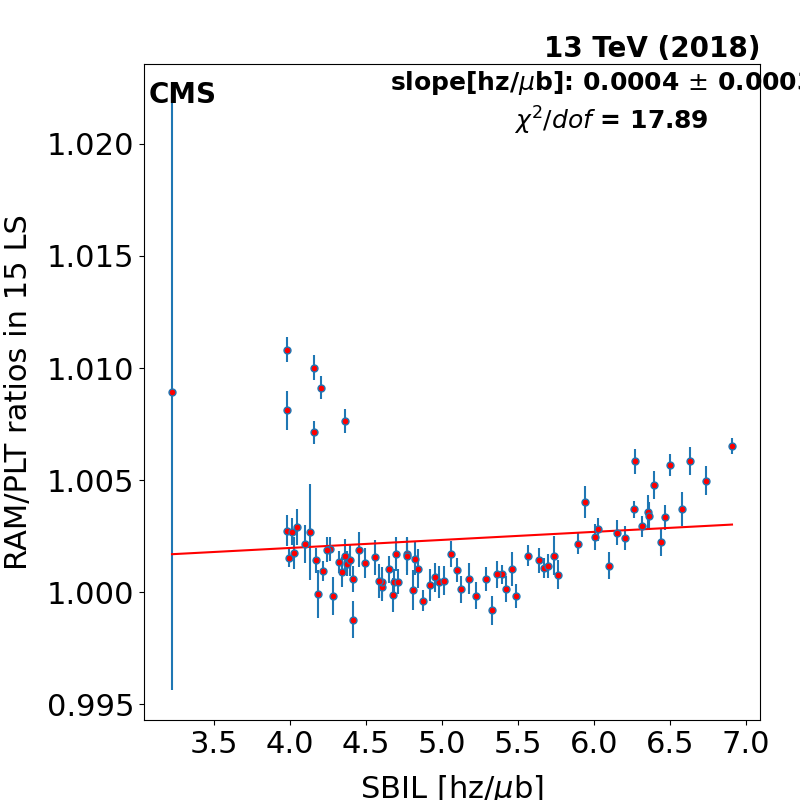 13 TeV (2018)
CMS
slope[hz/μb]: 0.0004 ± 0.0003
χ²/dof = 17.89
RAM/PLT ratios in 15 LS
1.020
1.015
1.010
1.005
1.000
0.995
3.5 4.0 4.5 5.0 5.5 6.0 6.5 7.0
SBIL [hz/μb]